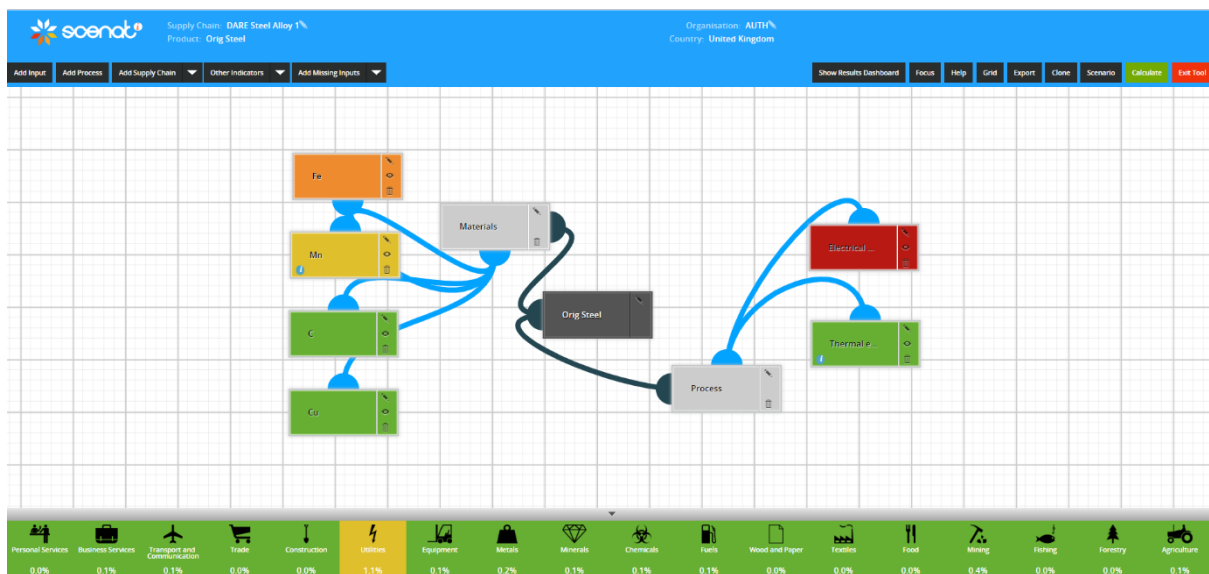 scenati
Supply Chain: DARE Steel Alloy 1
Product: Orig Steel
Organisation: AUTH
Country: United Kingdom
Add Input Add Process Add Supply Chain Other Indicators Add Missing Inputs Show Results Dashboard Focus Help Grid Export Clone Scenario Calculate Exit Tool
Fe
Materials
Mn
Electrical ...
Orig Steel
C
Thermal e...
Process
Cu
Personal Services Business Services Transport and Communication Trade Construction Utilities Equipment Metals Minerals Chemicals Fuels Wood and Paper Textiles Food Mining Fishing Forestry Agriculture
0.0% 0.1% 0.1% 0.0% 0.0% 1.1% 0.1% 0.2% 0.1% 0.1% 0.1% 0.0% 0.0% 0.0% 0.4% 0.0% 0.0% 0.1%